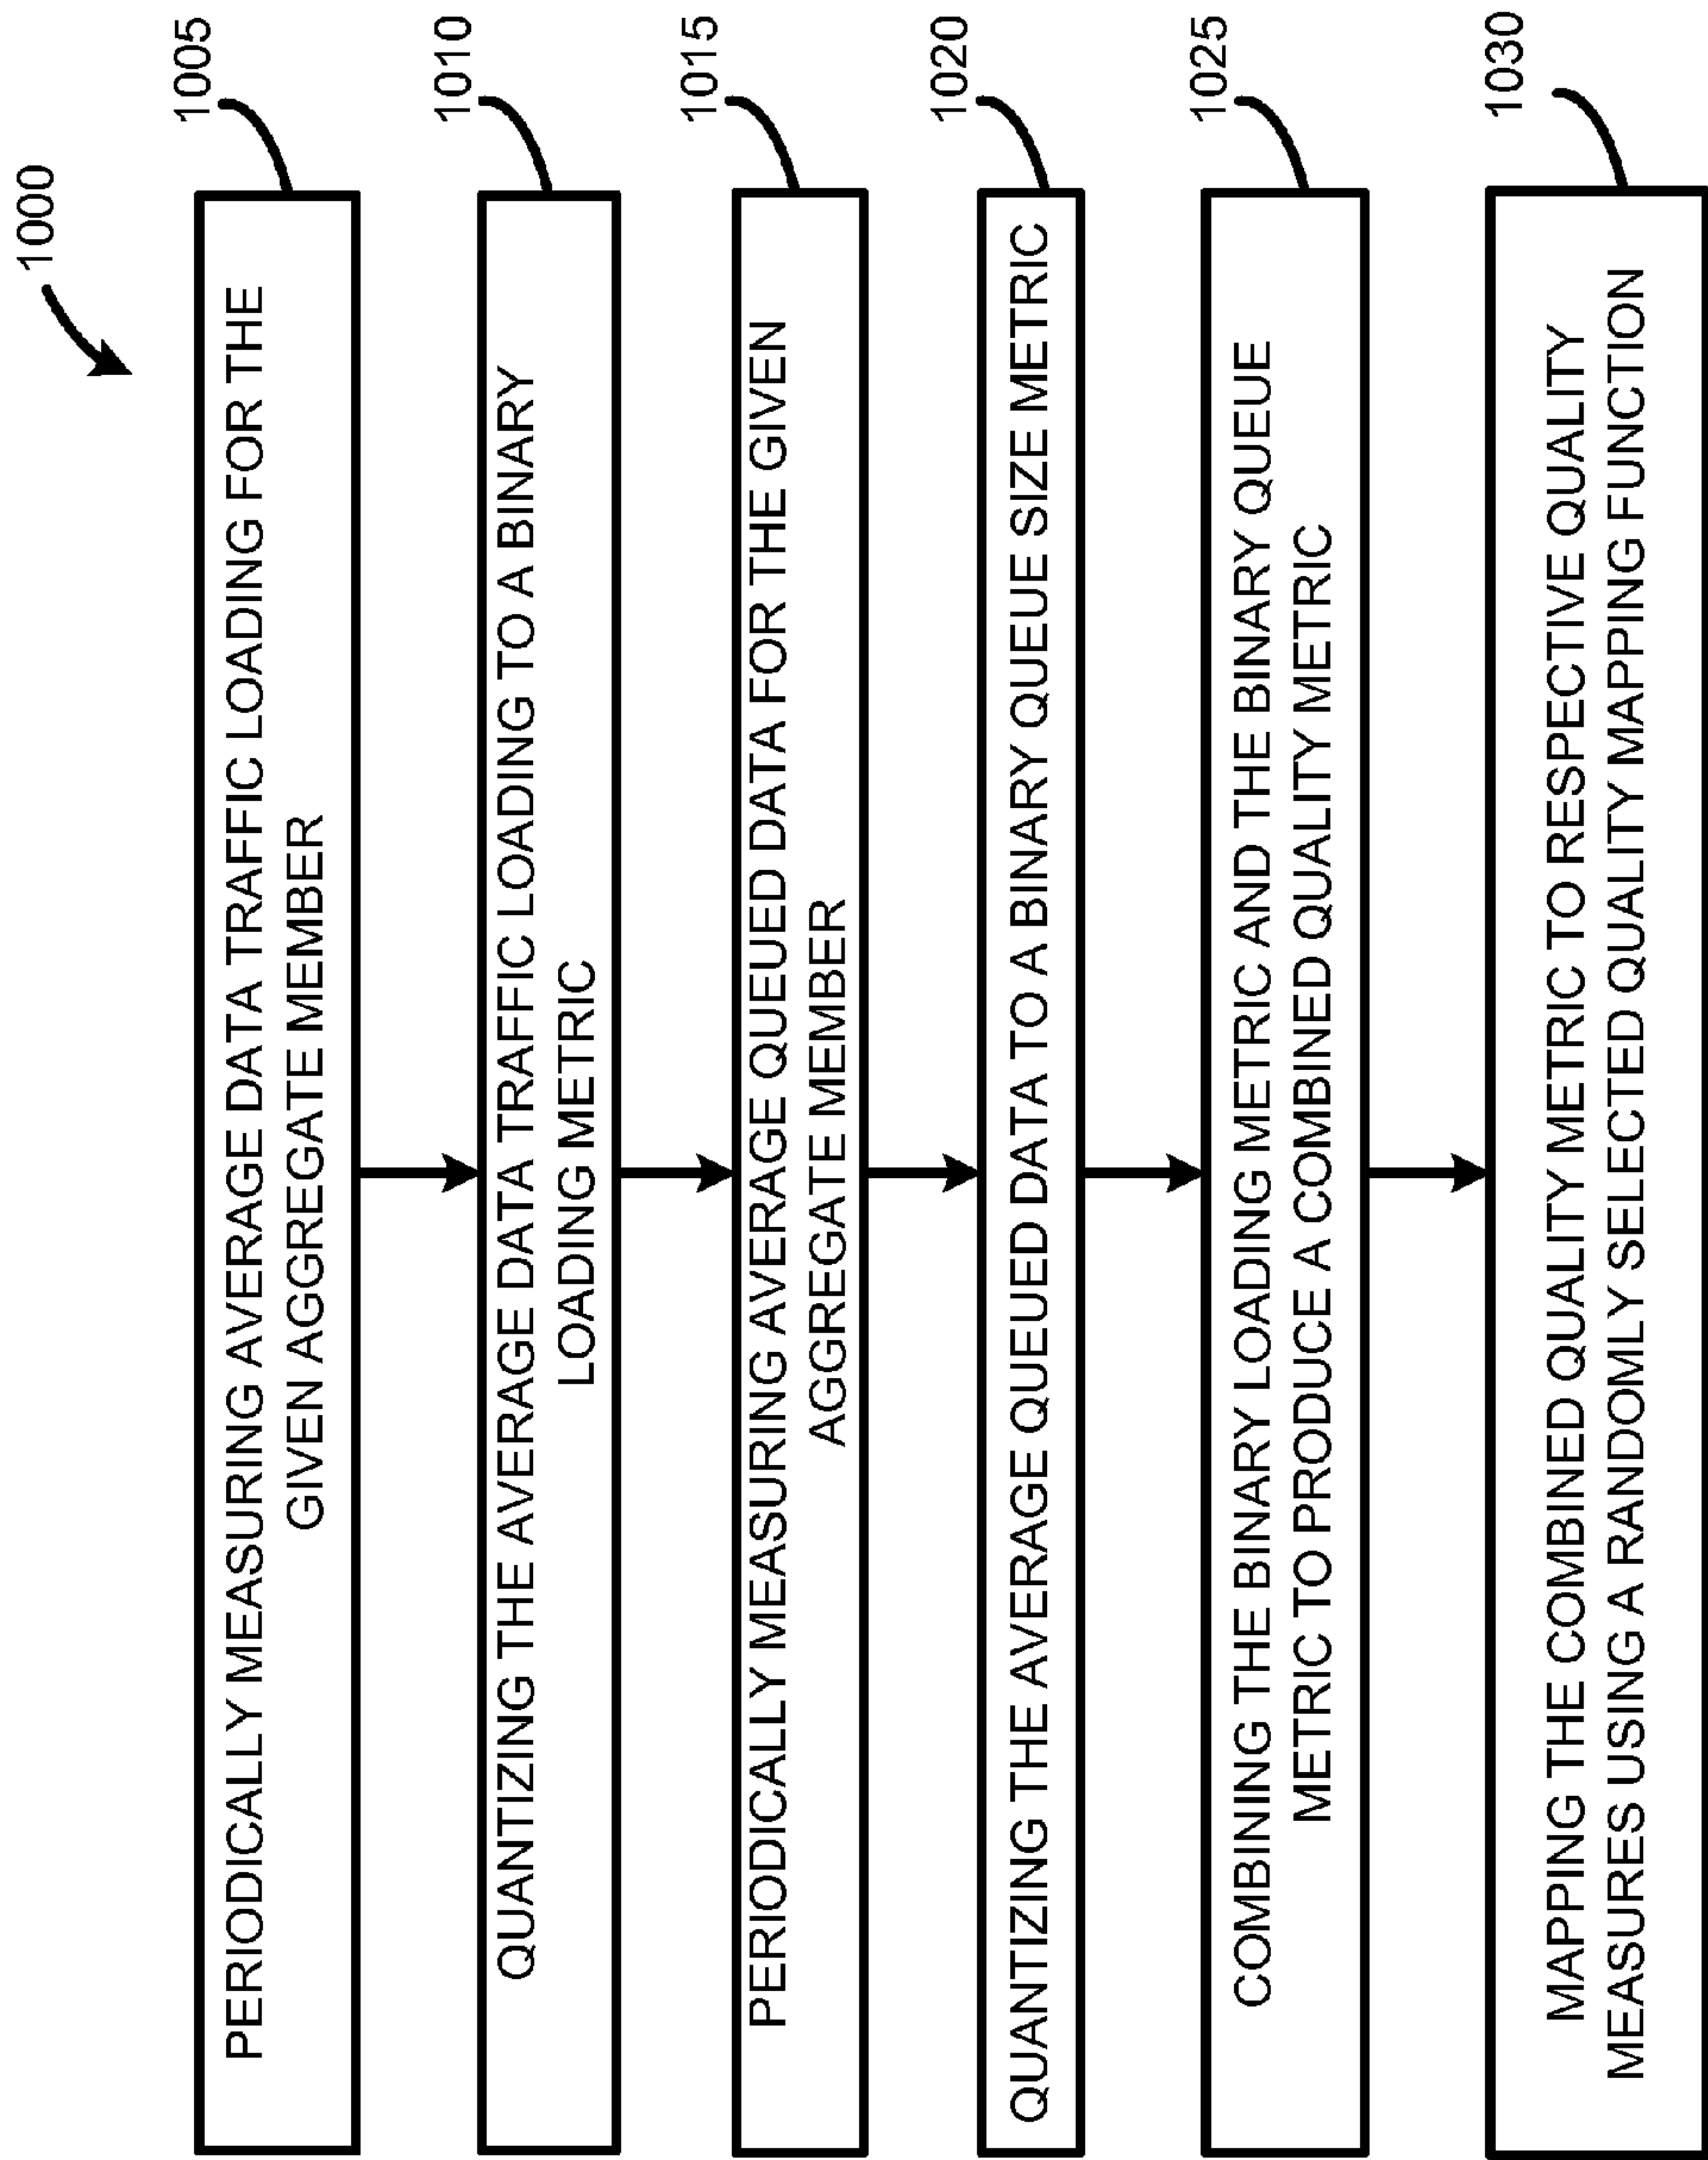 1000
1005
PERIODICALLY MEASURING AVERAGE DATA TRAFFIC LOADING FOR THE
GIVEN AGGREGATE MEMBER
1010
QUANTIZING THE AVERAGE DATA TRAFFIC LOADING TO A BINARY
LOADING METRIC
1015
PERIODICALLY MEASURING AVERAGE QUEUED DATA FOR THE GIVEN
AGGREGATE MEMBER
1020
QUANTIZING THE AVERAGE QUEUED DATA TO A BINARY QUEUE SIZE METRIC
1025
COMBINING THE BINARY LOADING METRIC AND THE BINARY QUEUE
METRIC TO PRODUCE A COMBINED QUALITY METRIC
1030
MAPPING THE COMBINED QUALITY METRIC TO RESPECTIVE QUALITY
MEASURES USING A RANDOMLY SELECTED QUALITY MAPPING FUNCTION